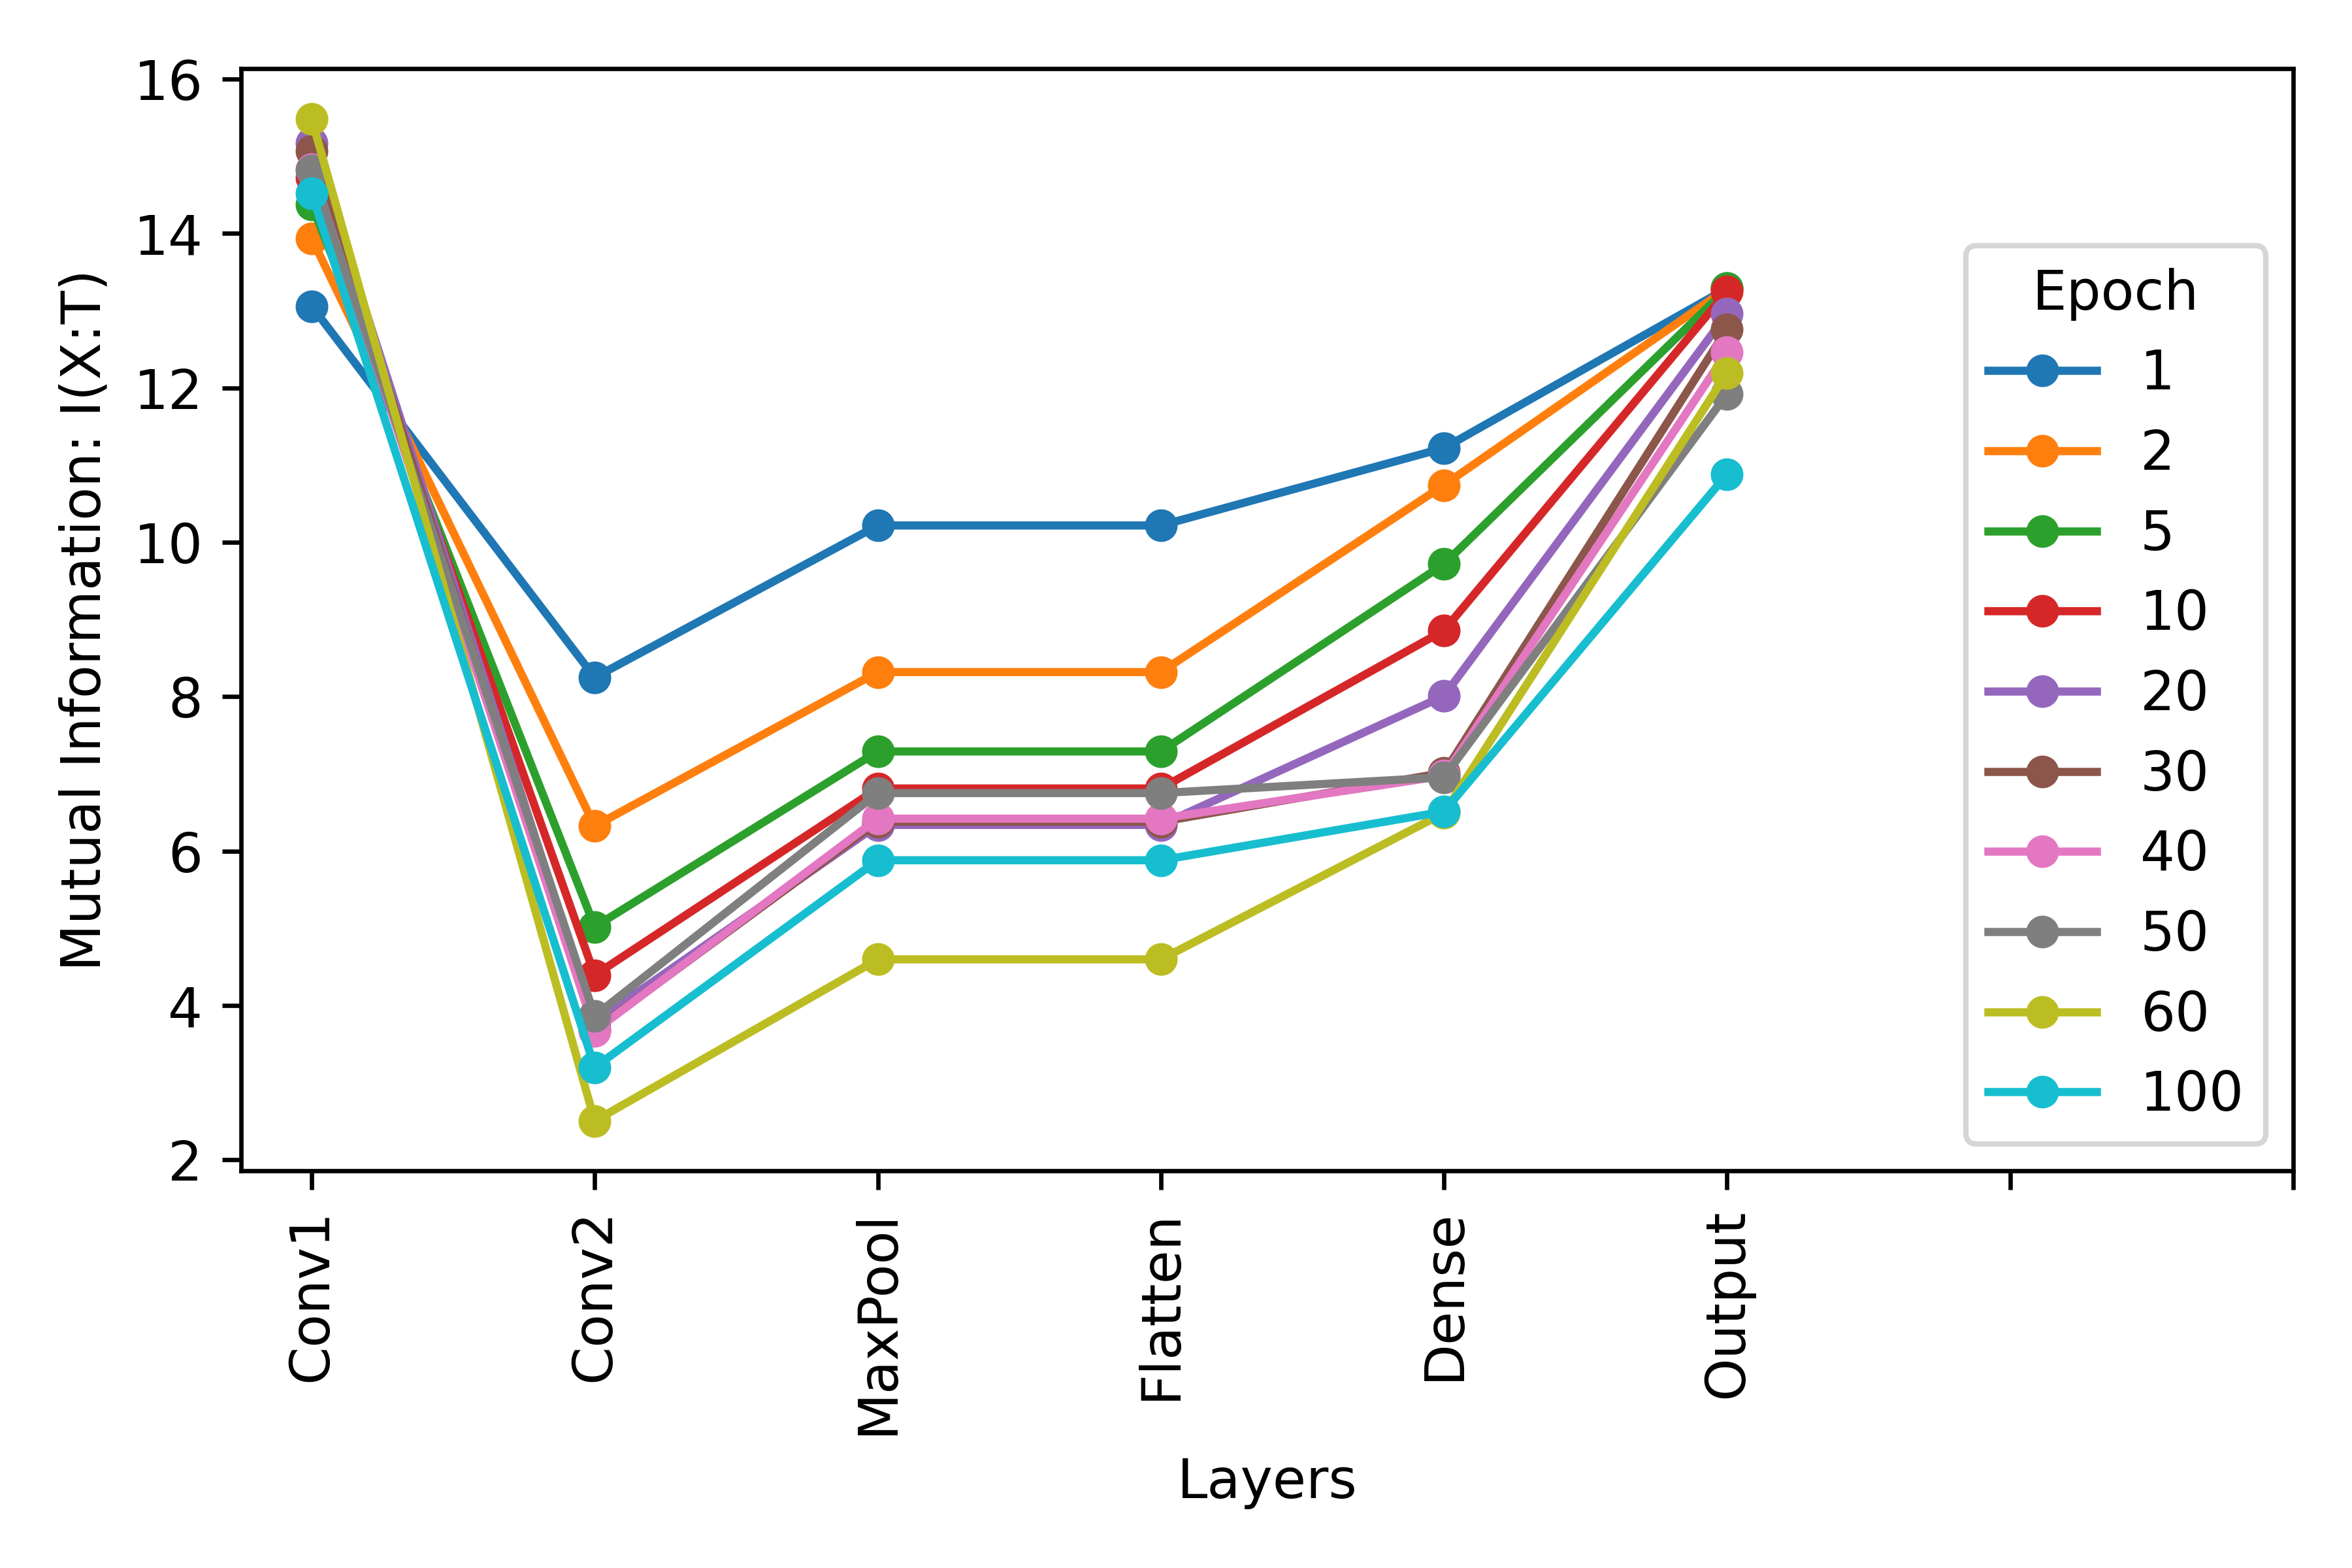 16
14
12
10
8
6
4
2
Mutual Information: I(X:T)
Conv1
Conv2
MaxPool
Flatten
Dense
Output
Layers
Epoch
1
2
5
10
20
30
40
50
60
100